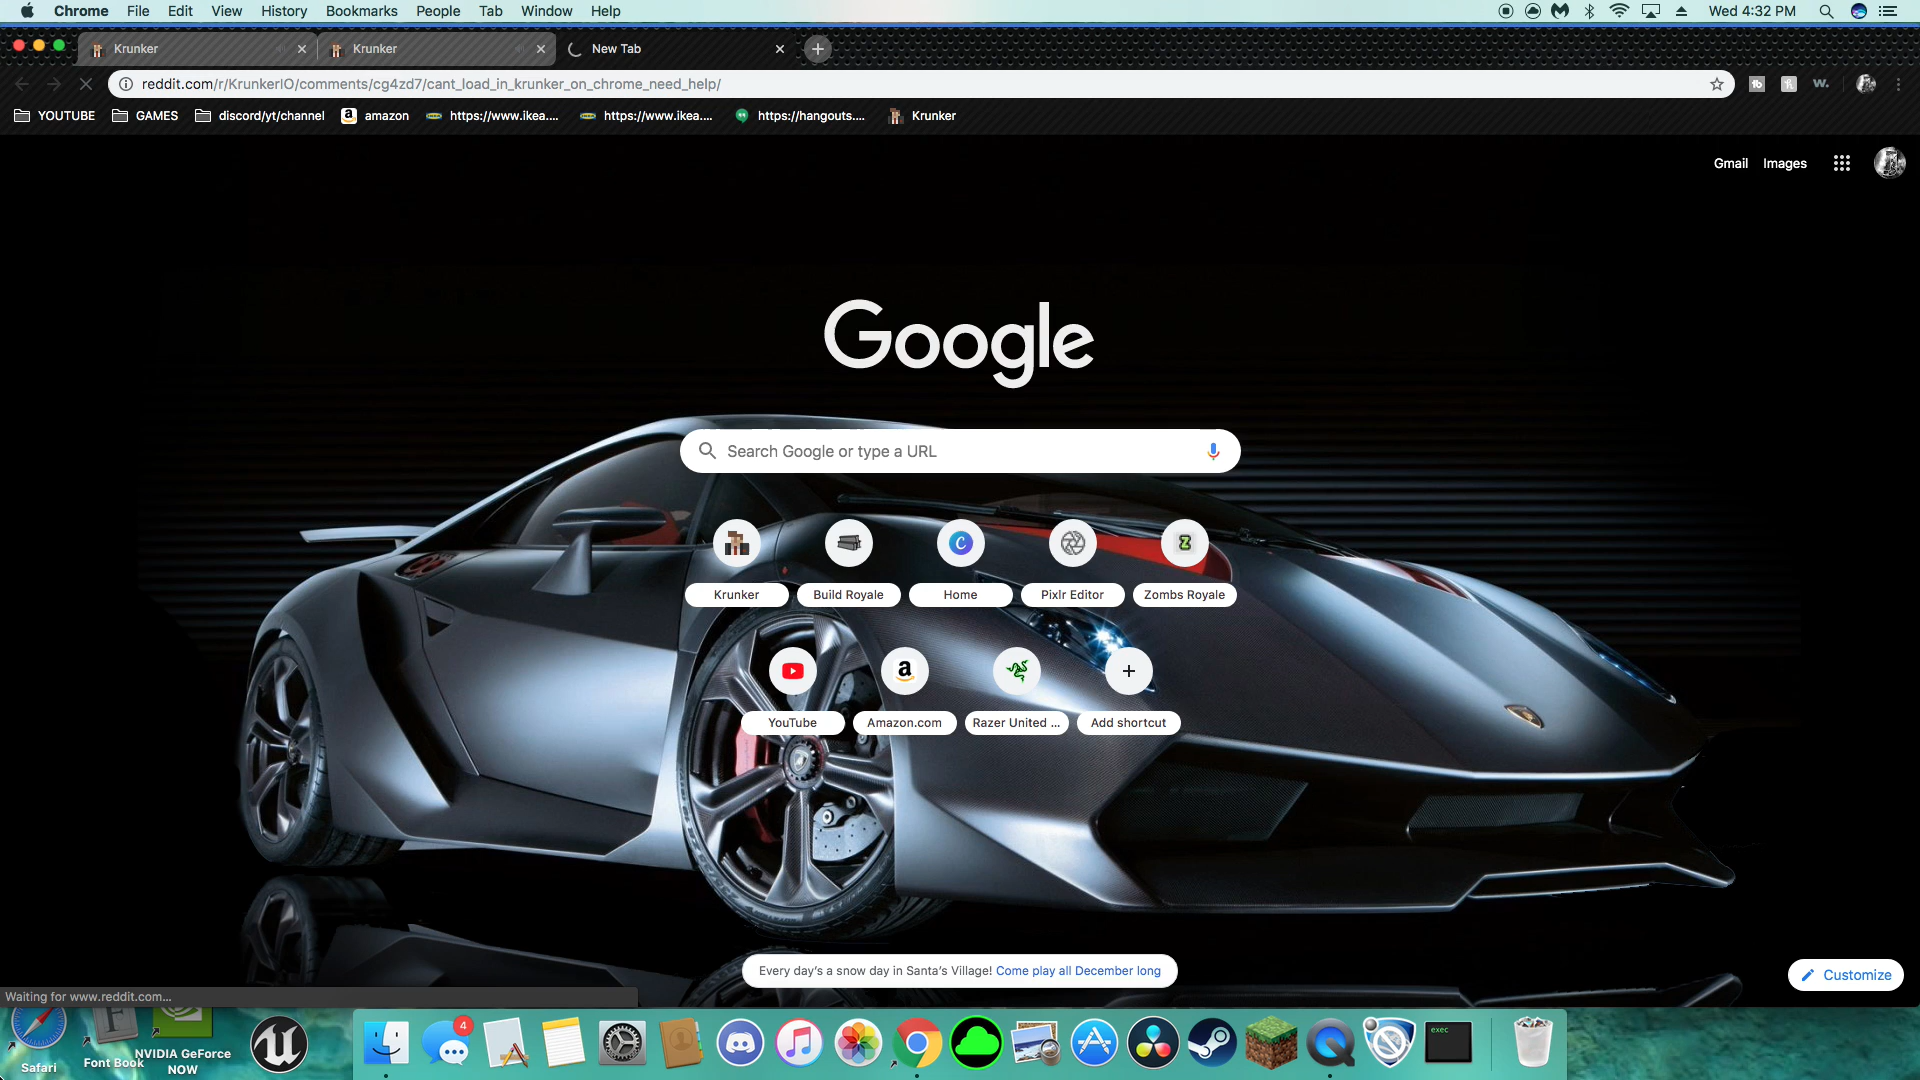 Chrome File Edit View History Bookmarks People Tab Window Help
Wed 4:32 PM
Krunker
Krunker
New Tab
reddit.com/r/KrunkerIO/comments/cg4zd7/cant_load_in_krunker_on_chrome_need_help/
YOUTUBE
GAMES
discord/yt/channel
amazon
https://www.ikea....
https://www.ikea....
https://hangouts....
Krunker
Gmail Images
Google
Search Google or type a URL
Krunker
Build Royale
Home
Pixlr Editor
Zombs Royale
YouTube
Amazon.com
Razer United ...
Add shortcut
Every day's a snow day in Santa's Village! Come play all December long
Customize
Waiting for www.reddit.com...
Safari
Font Book
NVIDIA GeForce
NOW
4
exec